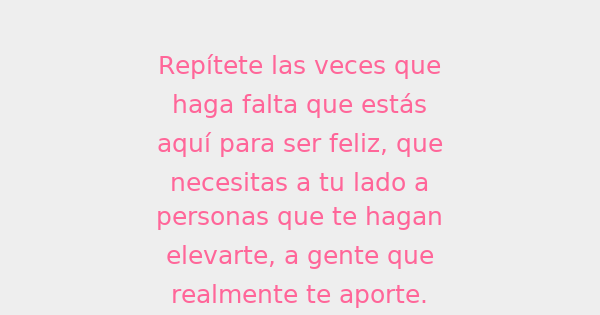 Repítete las veces que
haga falta que estás
aquí para ser feliz, que
necesitas a tu lado a
personas que te hagan
elevarte, a gente que
realmente te aporte.